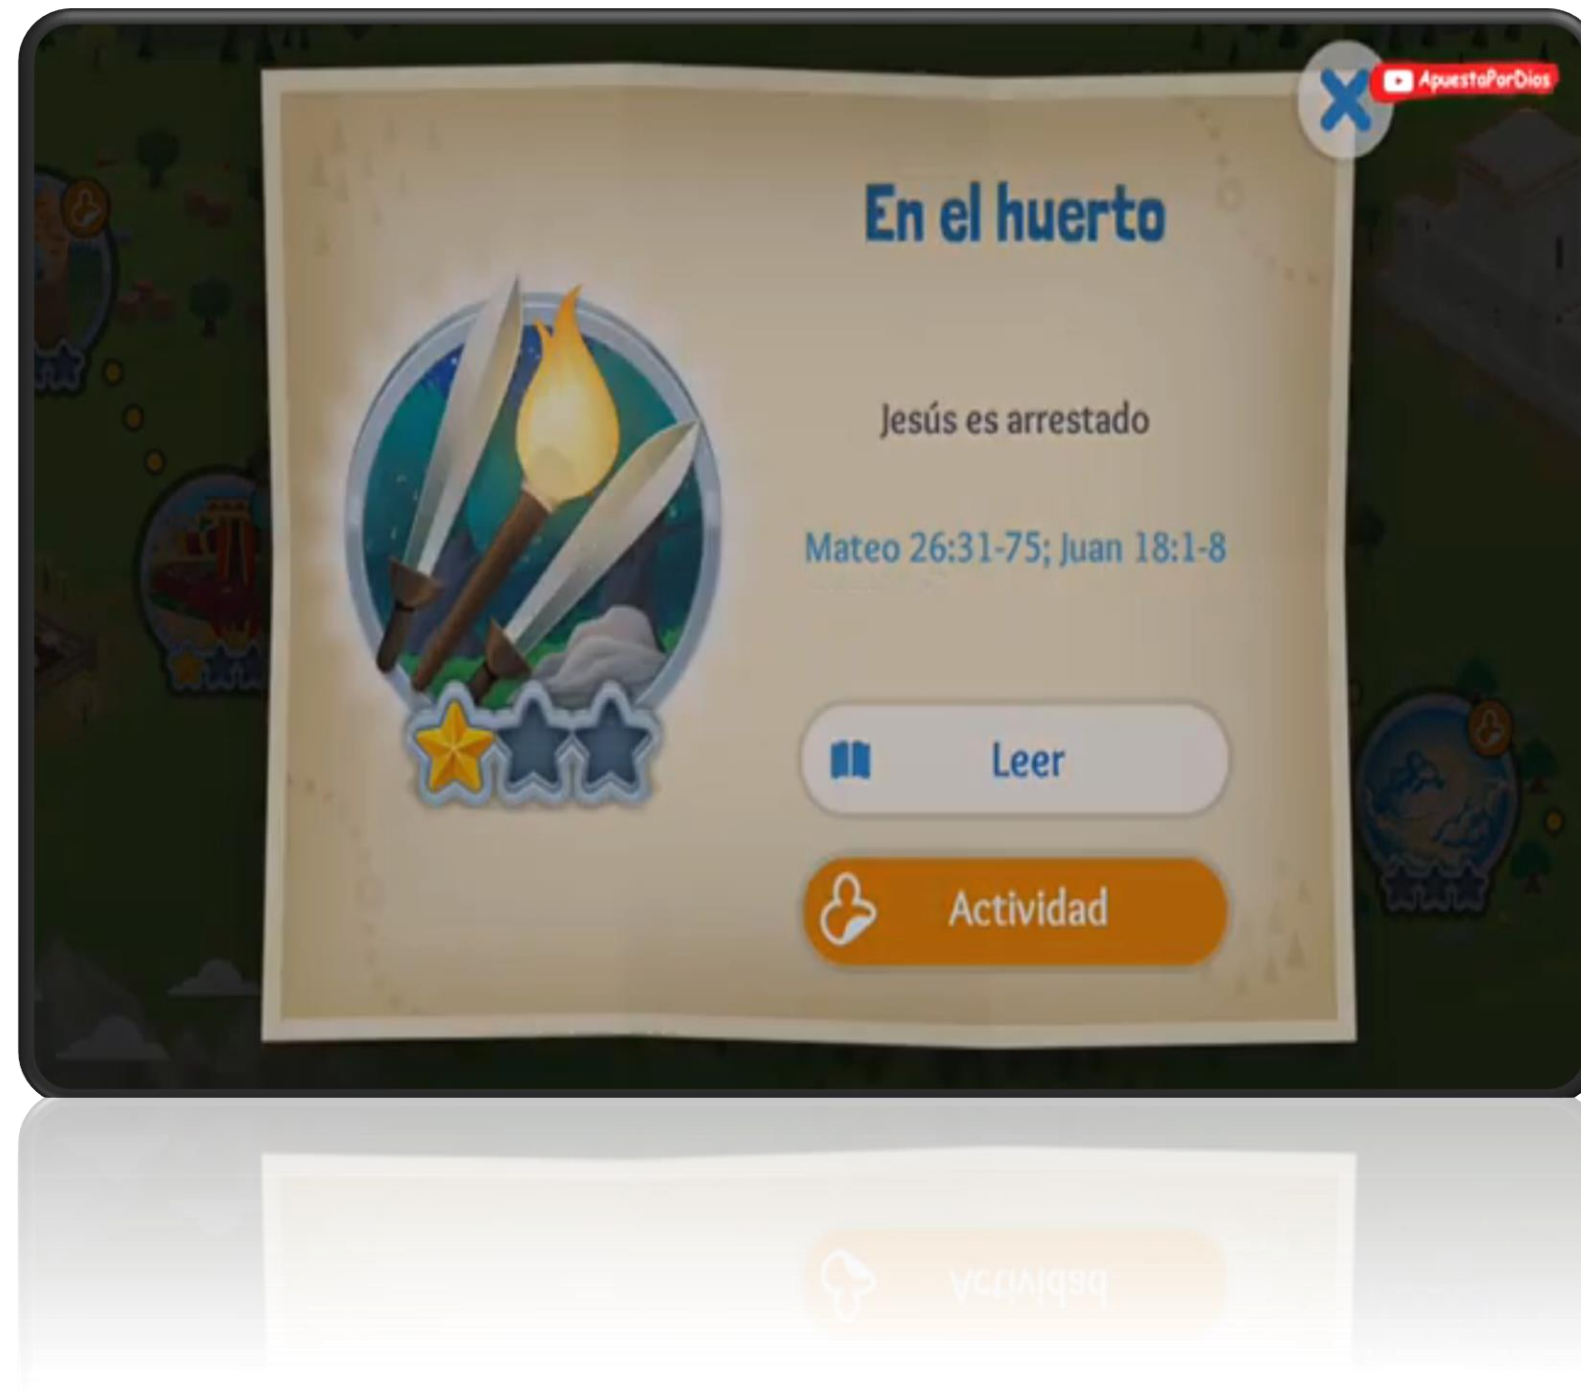 ApuestaPorDios
En el huerto
Jesús es arrestado
Mateo 26:31-75; Juan 18:1-8
Leer
Actividad